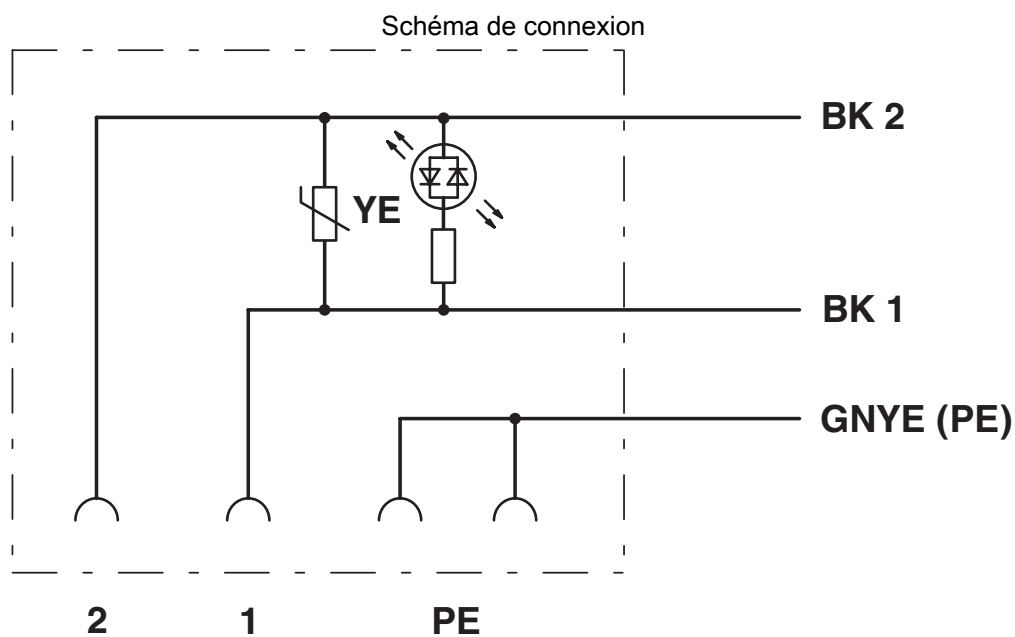 Schéma de connexion
BK 2
YE
BK 1
GNYE (PE)
2 1 PE